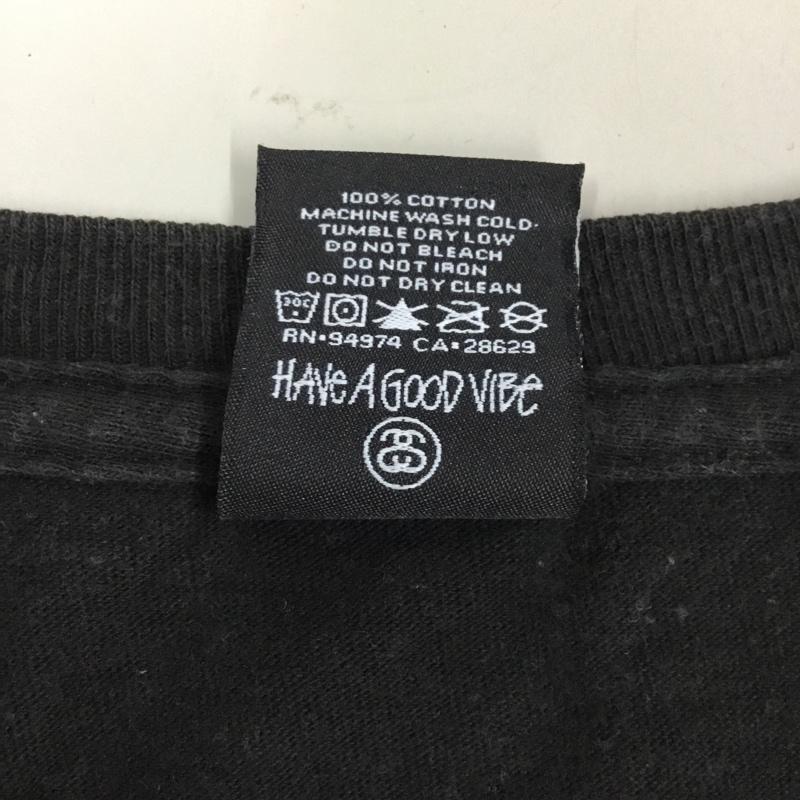 100% COTTON
MACHINE WASH COLD·
TUMBLE DRY LOW
DO NOT BLEACH
DO NOT IRON
DO NOT DRY CLEAN
30C
RN·94974 CA:28629
HAVE A GOOD VIBE